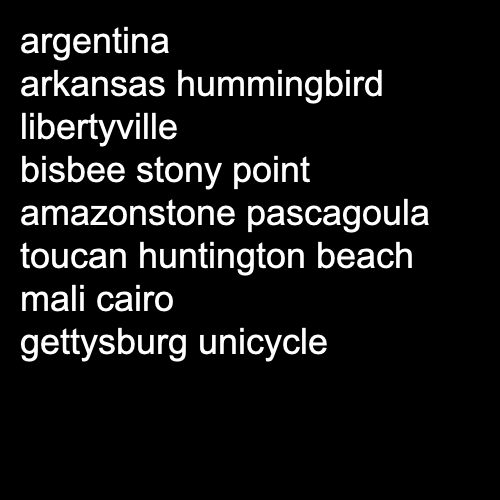 argentina
arkansas hummingbird
libertyville
bisbee stony point
amazonstone pascagoula
toucan huntington beach
mali cairo
gettysburg unicycle